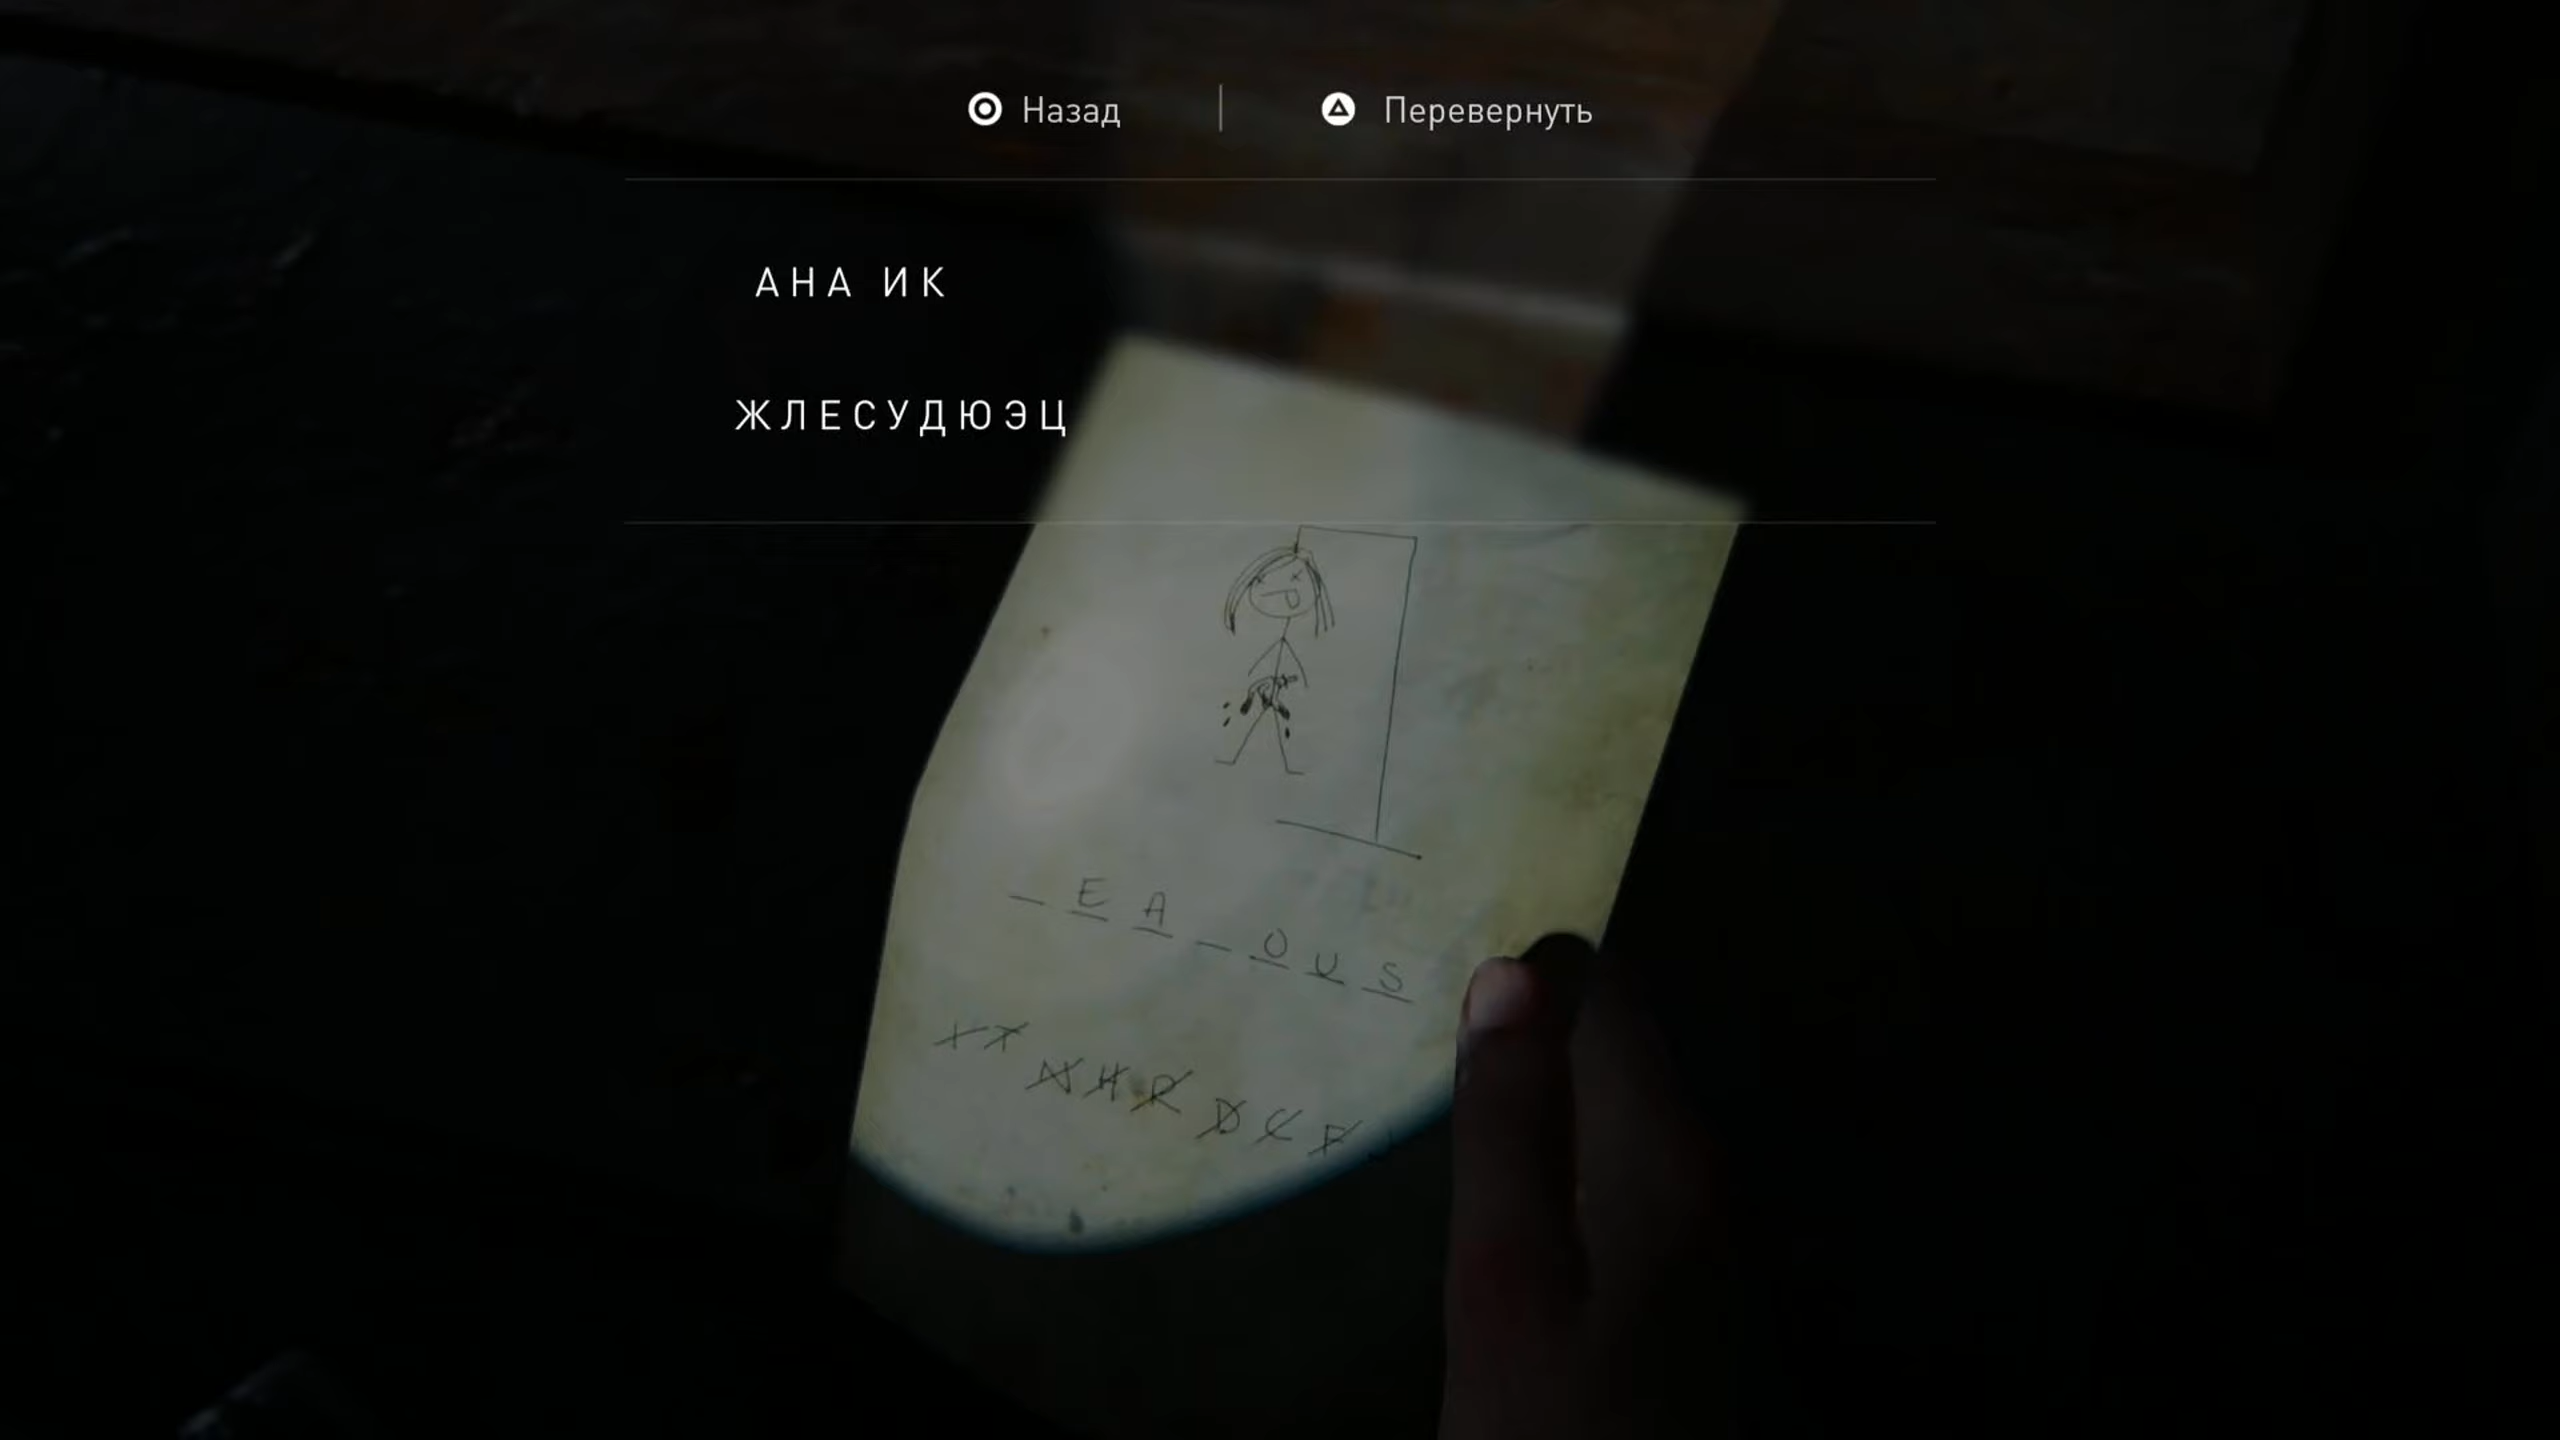 Назад | Перевернуть
АНА ИК
ЖЛЕСУДЮЭЦ
_ E A _ O U S
N H R D C F